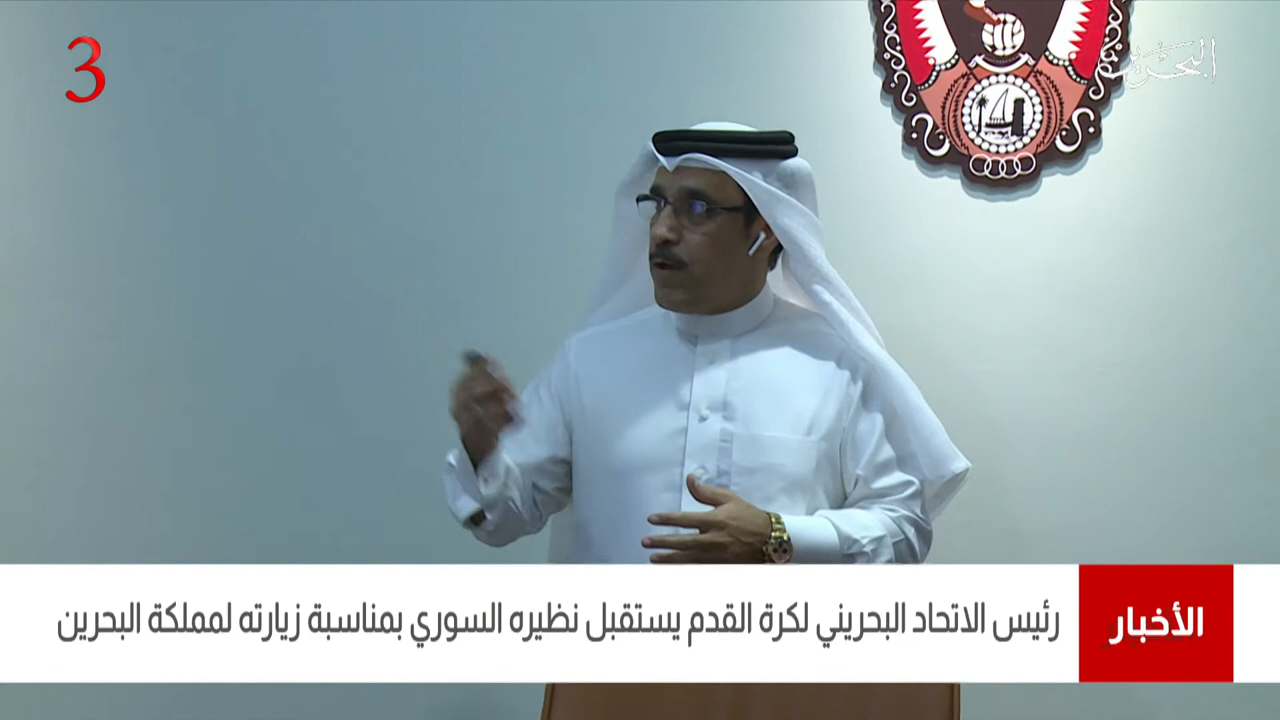 3
البحرين
الأخبار
رئيس الاتحاد البحريني لكرة القدم يستقبل نظيره السوري بمناسبة زيارته لمملكة البحرين